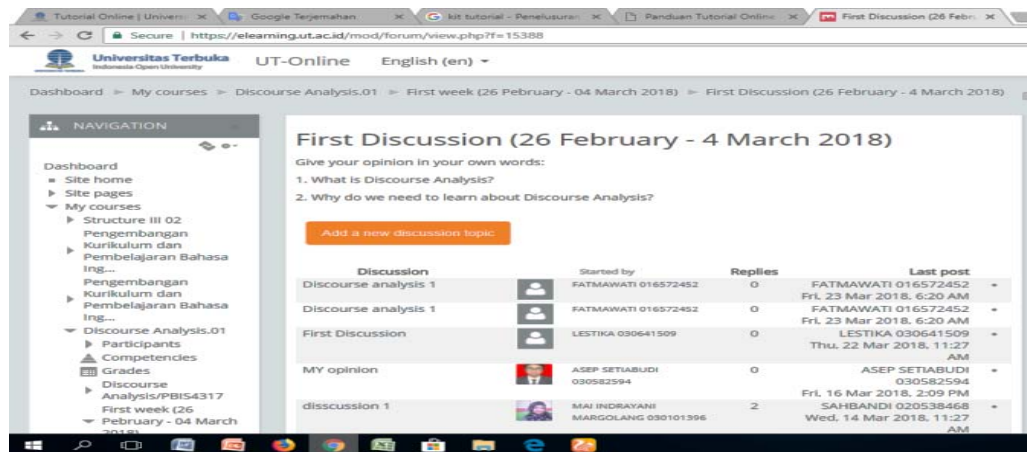 Tutorial Online | Univers
Google Terjemahan
kit tutorial - Penelusuran
Panduan Tutorial Online
First Discussion (26 Febr
Secure | https://elearning.ut.ac.id/mod/forum/view.php?f=15388
Universitas Terbuka
Indonesia Open University
UT-Online
English (en)
Dashboard My courses Discourse Analysis.01 First week (26 Pebruary - 04 March 2018) First Discussion (26 February - 4 March 2018)
NAVIGATION
Dashboard
Site home
Site pages
My courses
Structure III 02
Pengembangan
Kurikulum dan
Pembelajaran Bahasa
Ing...
Pengembangan
Kurikulum dan
Pembelajaran Bahasa
Ing...
Discourse Analysis.01
Participants
Competencies
Grades
Discourse
Analysis/PBIS4317
First week (26
Pebruary - 04 March
2018)
First Discussion (26 February - 4 March 2018)
Give your opinion in your own words:
1. What is Discourse Analysis?
2. Why do we need to learn about Discourse Analysis?
Add a new discussion topic
Discussion Started by Replies Last post
Discourse analysis 1 FATMAWATI 016572452 0 FATMAWATI 016572452
Fri, 23 Mar 2018, 6:20 AM
Discourse analysis 1 FATMAWATI 016572452 0 FATMAWATI 016572452
Fri, 23 Mar 2018, 6:20 AM
First Discussion LESTIKA 030641509 0 LESTIKA 030641509
Thu, 22 Mar 2018, 11:27
AM
MY opinion ASEP SETIABUDI 0 ASEP SETIABUDI
030582594 030582594
Fri, 16 Mar 2018, 2:09 PM
disscussion 1 MAI INDRAYANI 2 SAHBANDI 020538468
MARGOLANG 030101396 Wed, 14 Mar 2018, 11:27
AM